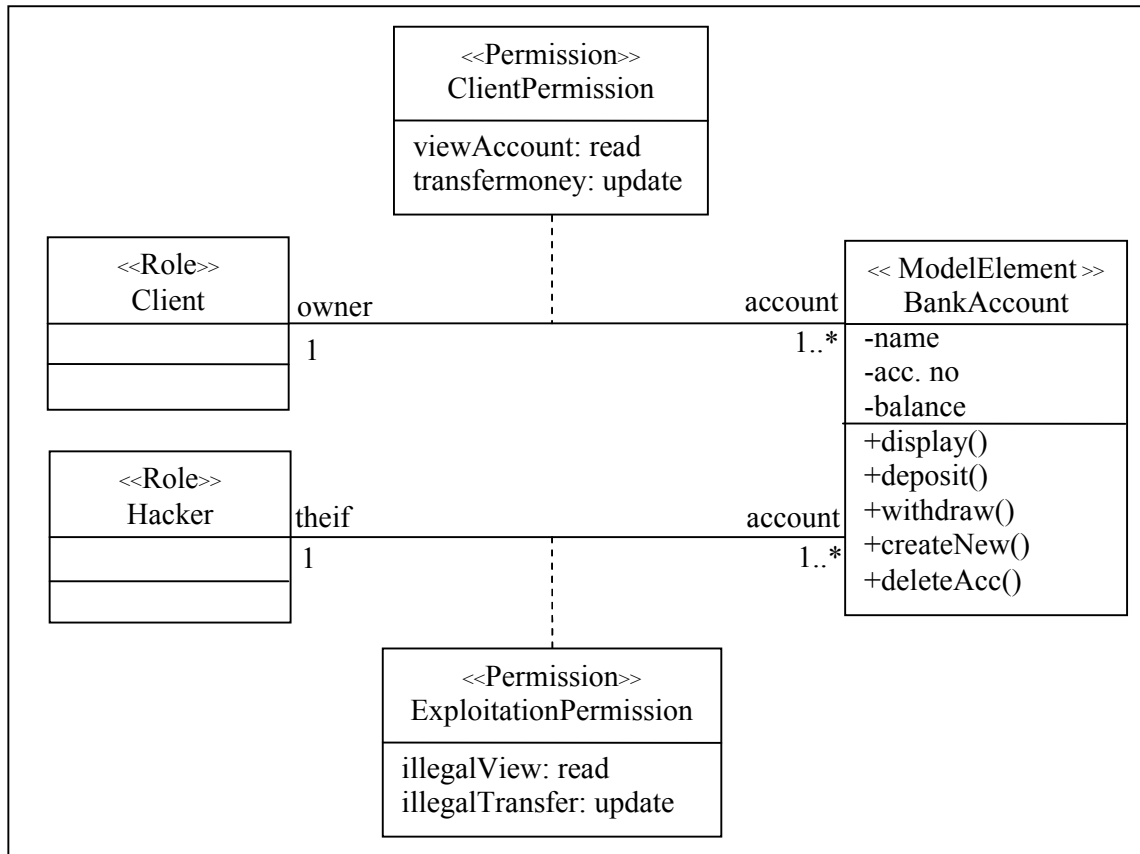 <<Permission>>
ClientPermission
viewAccount: read
transfermoney: update
<<Role>>
Client
owner
1
account
1..*
<< ModelElement >>
BankAccount
-name
-acc. no
-balance
+display()
+deposit()
+withdraw()
+createNew()
+deleteAcc()
<<Role>>
Hacker
theif
1
account
1..*
<<Permission>>
ExploitationPermission
illegalView: read
illegalTransfer: update